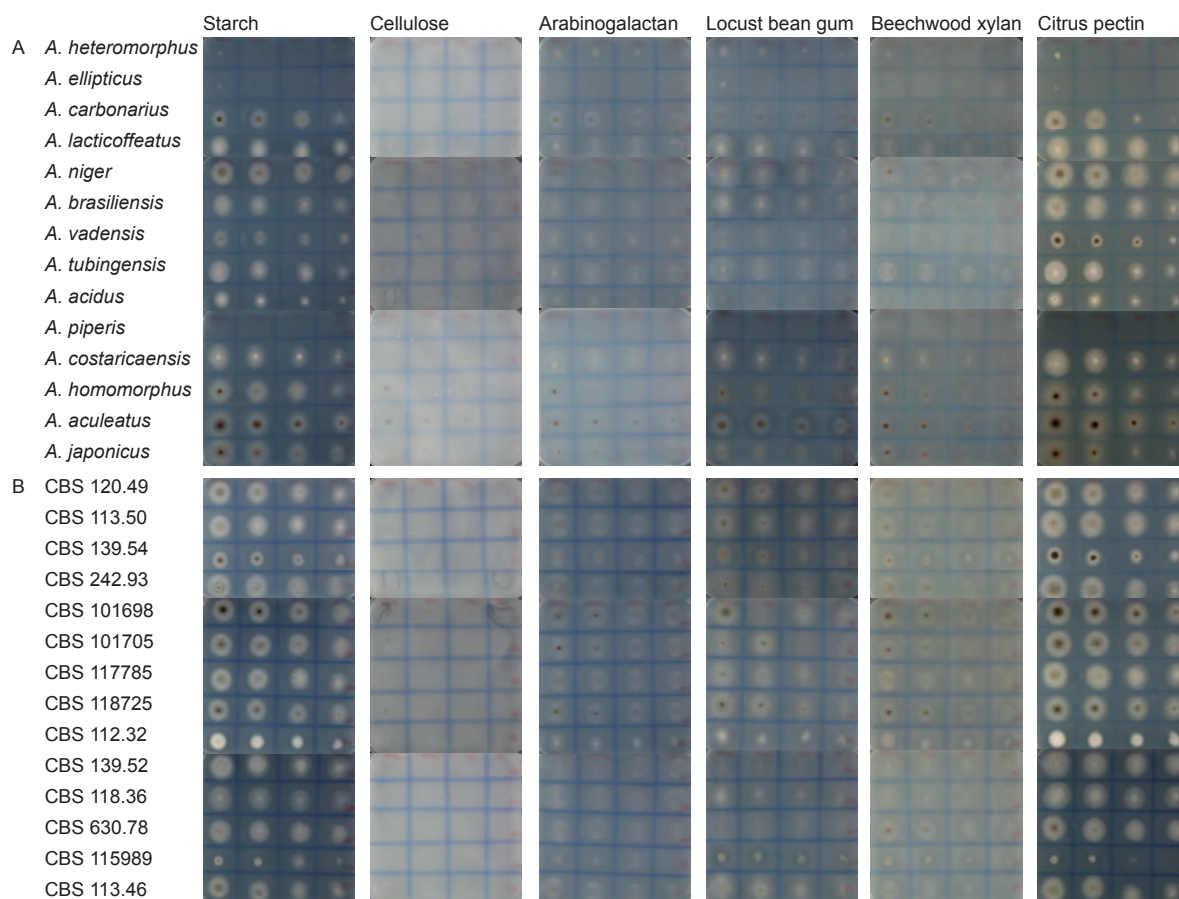 Starch Cellulose Arabinogalactan Locust bean gum Beechwood xylan Citrus pectin
A A. heteromorphus
A. ellipticus
A. carbonarius
A. lacticoffeatus
A. niger
A. brasiliensis
A. vadensis
A. tubingensis
A. acidus
A. piperis
A. costaricaensis
A. homomorphus
A. aculeatus
A. japonicus
B CBS 120.49
CBS 113.50
CBS 139.54
CBS 242.93
CBS 101698
CBS 101705
CBS 117785
CBS 118725
CBS 112.32
CBS 139.52
CBS 118.36
CBS 630.78
CBS 115989
CBS 113.46